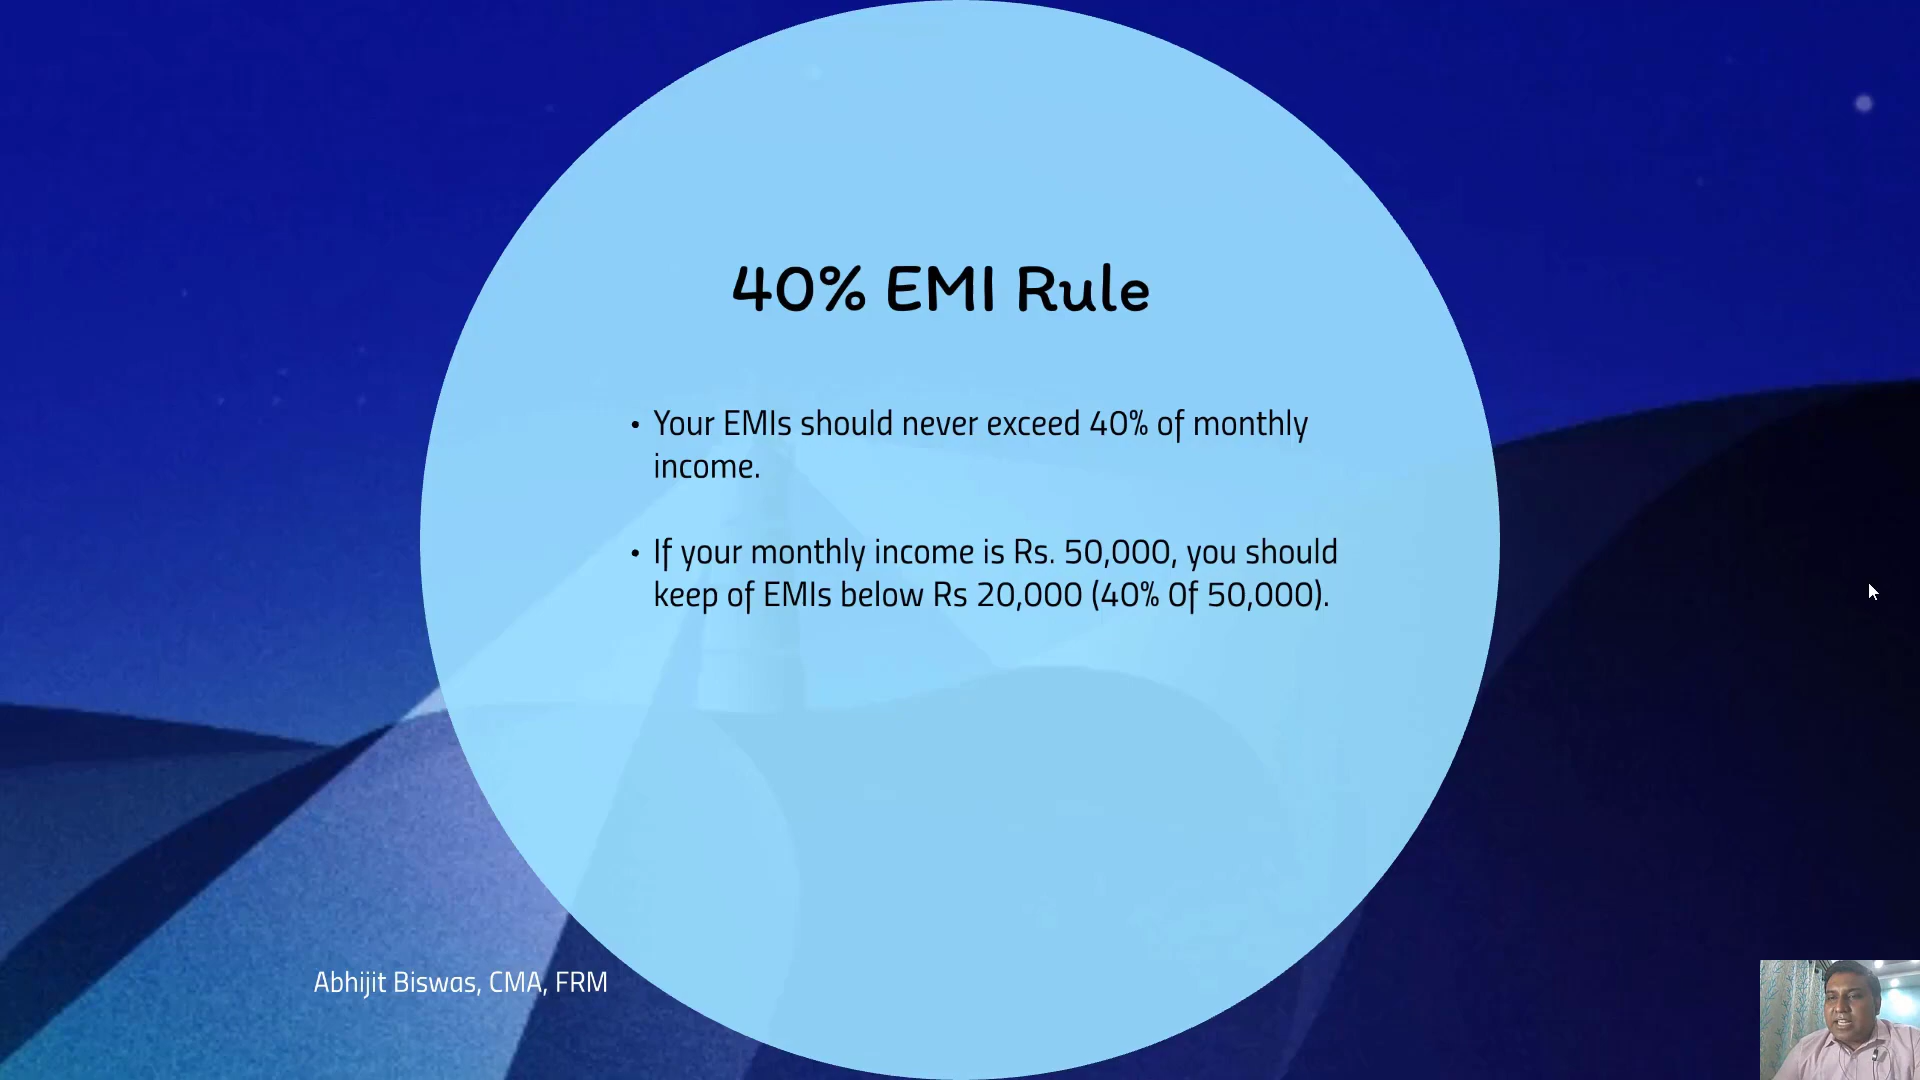 40% EMI Rule
• Your EMIs should never exceed 40% of monthly
income.
• If your monthly income is Rs. 50,000, you should
keep of EMIs below Rs 20,000 (40% 0f 50,000).
Abhijit Biswas, CMA, FRM